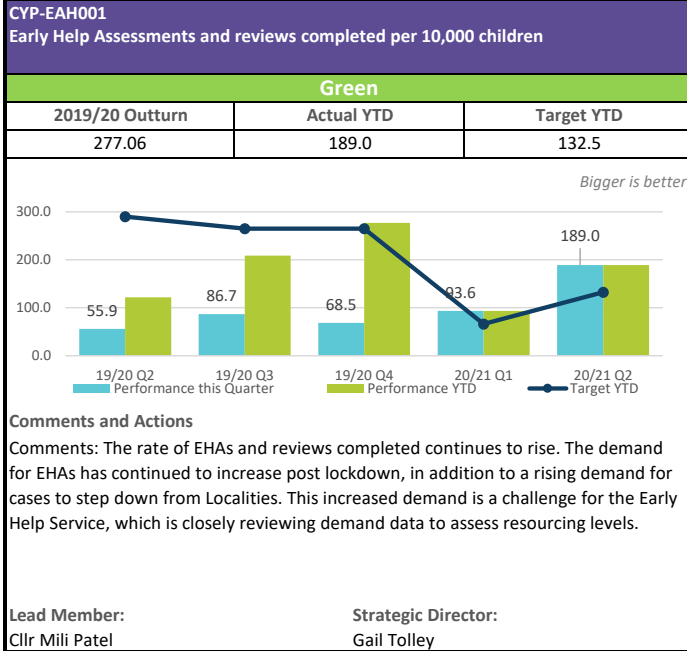 CYP-EAH001
Early Help Assessments and reviews completed per 10,000 children
Green
2019/20 Outturn Actual YTD Target YTD
277.06 189.0 132.5
Bigger is better
300.0
200.0
100.0
0.0
55.9
86.7
68.5
93.6
189.0
19/20 Q2 19/20 Q3 19/20 Q4 20/21 Q1 20/21 Q2
Performance this Quarter Performance YTD Target YTD
Comments and Actions
Comments: The rate of EHAs and reviews completed continues to rise. The demand
for EHAs has continued to increase post lockdown, in addition to a rising demand for
cases to step down from Localities. This increased demand is a challenge for the Early
Help Service, which is closely reviewing demand data to assess resourcing levels.
Lead Member: Strategic Director:
Cllr Mili Patel Gail Tolley